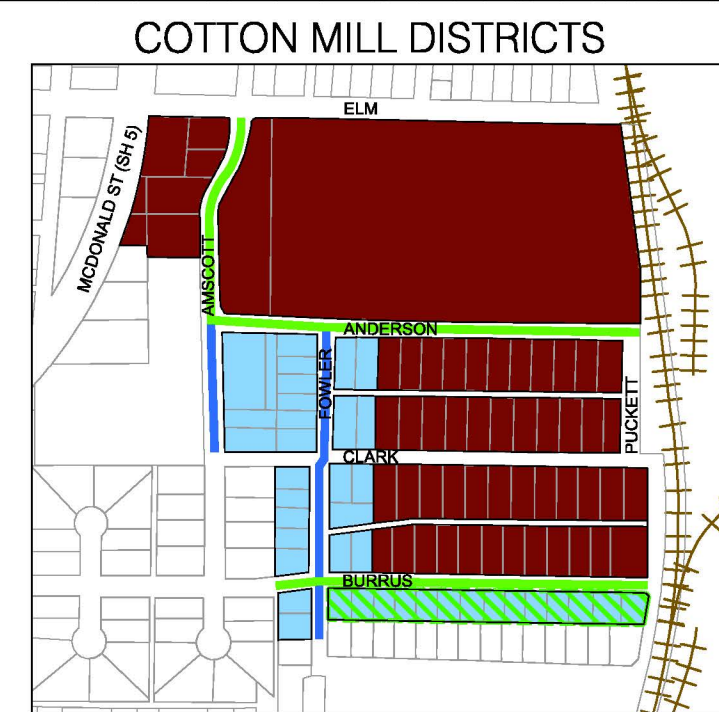 COTTON MILL DISTRICTS
ELM
MCDONALD ST (SH 5)
AMSCOTT
ANDERSON
FOWLER
PUCKETT
CLARK
BURRUS